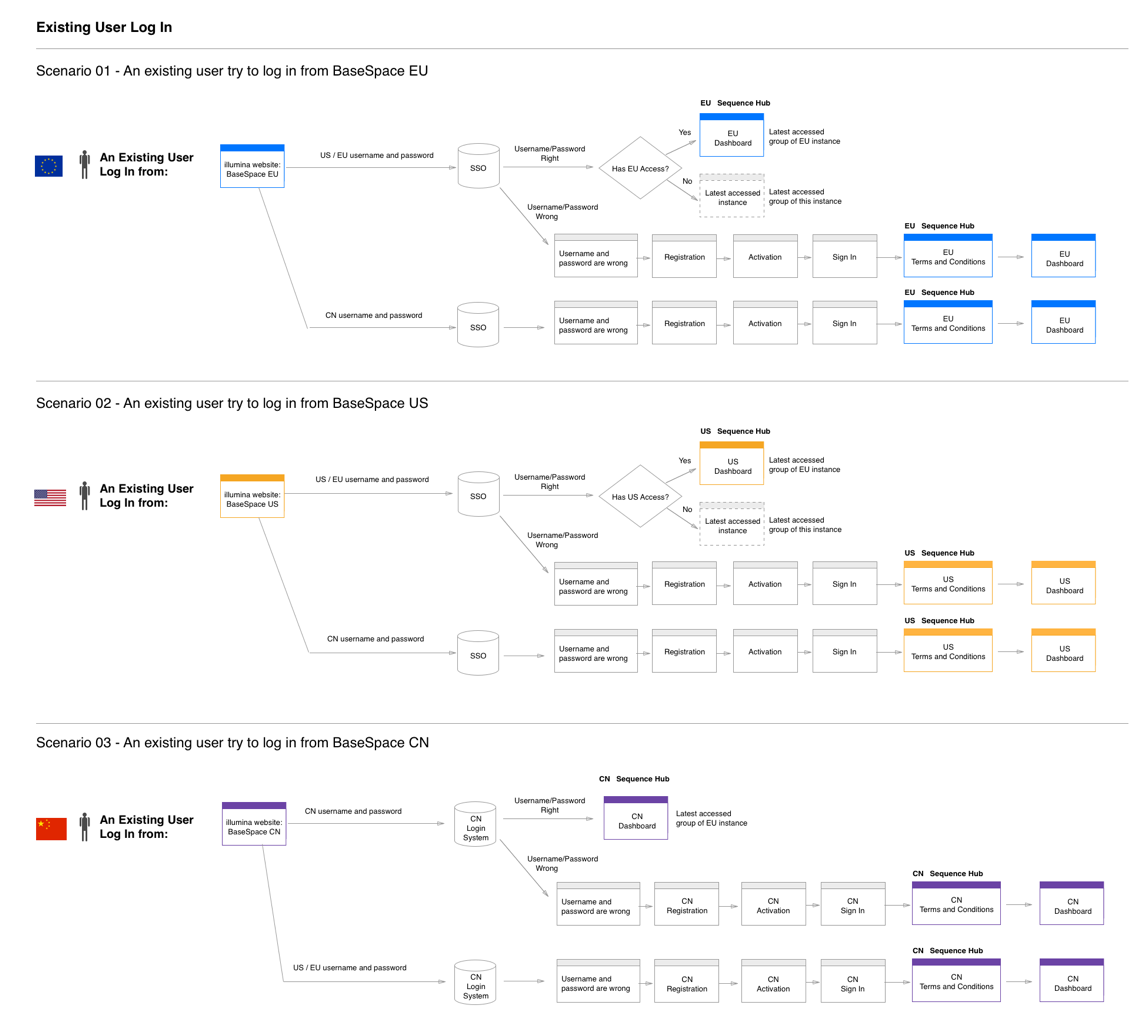 Existing User Log In
Scenario 01 - An existing user try to log in from BaseSpace EU
An Existing User
Log In from:
illumina website:
BaseSpace EU
US / EU username and password
SSO
Username/Password
Right
Has EU Access?
Yes
EU Sequence Hub
EU
Dashboard
Latest accessed
group of EU instance
No
Latest accessed
instance
Latest accessed
group of this instance
Username/Password
Wrong
Username and
password are wrong
Registration
Activation
Sign In
EU Sequence Hub
EU
Terms and Conditions
EU
Dashboard
CN username and password
SSO
Username and
password are wrong
Registration
Activation
Sign In
EU Sequence Hub
EU
Terms and Conditions
EU
Dashboard
Scenario 02 - An existing user try to log in from BaseSpace US
An Existing User
Log In from:
illumina website:
BaseSpace US
US / EU username and password
SSO
Username/Password
Right
Has US Access?
Yes
US Sequence Hub
US
Dashboard
Latest accessed
group of EU instance
No
Latest accessed
instance
Latest accessed
group of this instance
Username/Password
Wrong
Username and
password are wrong
Registration
Activation
Sign In
US Sequence Hub
US
Terms and Conditions
US
Dashboard
CN username and password
SSO
Username and
password are wrong
Registration
Activation
Sign In
US Sequence Hub
US
Terms and Conditions
US
Dashboard
Scenario 03 - An existing user try to log in from BaseSpace CN
An Existing User
Log In from:
illumina website:
BaseSpace CN
CN username and password
CN
Login
System
Username/Password
Right
CN Sequence Hub
CN
Dashboard
Latest accessed
group of EU instance
Username/Password
Wrong
Username and
password are wrong
CN
Registration
CN
Activation
CN
Sign In
CN Sequence Hub
CN
Terms and Conditions
CN
Dashboard
US / EU username and password
CN
Login
System
Username and
password are wrong
CN
Registration
CN
Activation
CN
Sign In
CN Sequence Hub
CN
Terms and Conditions
CN
Dashboard